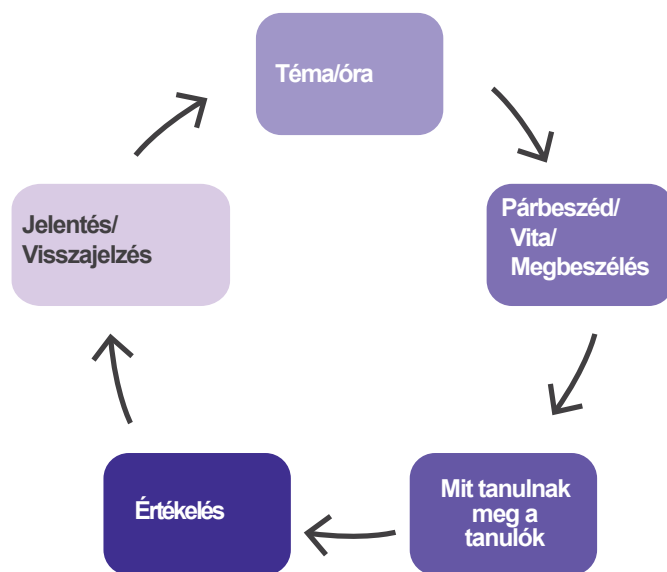 Téma/óra
Párbeszéd/
Vita/
Megbeszélés
Mit tanulnak
meg a
tanulók
Értékelés
Jelentés/
Visszajelzés